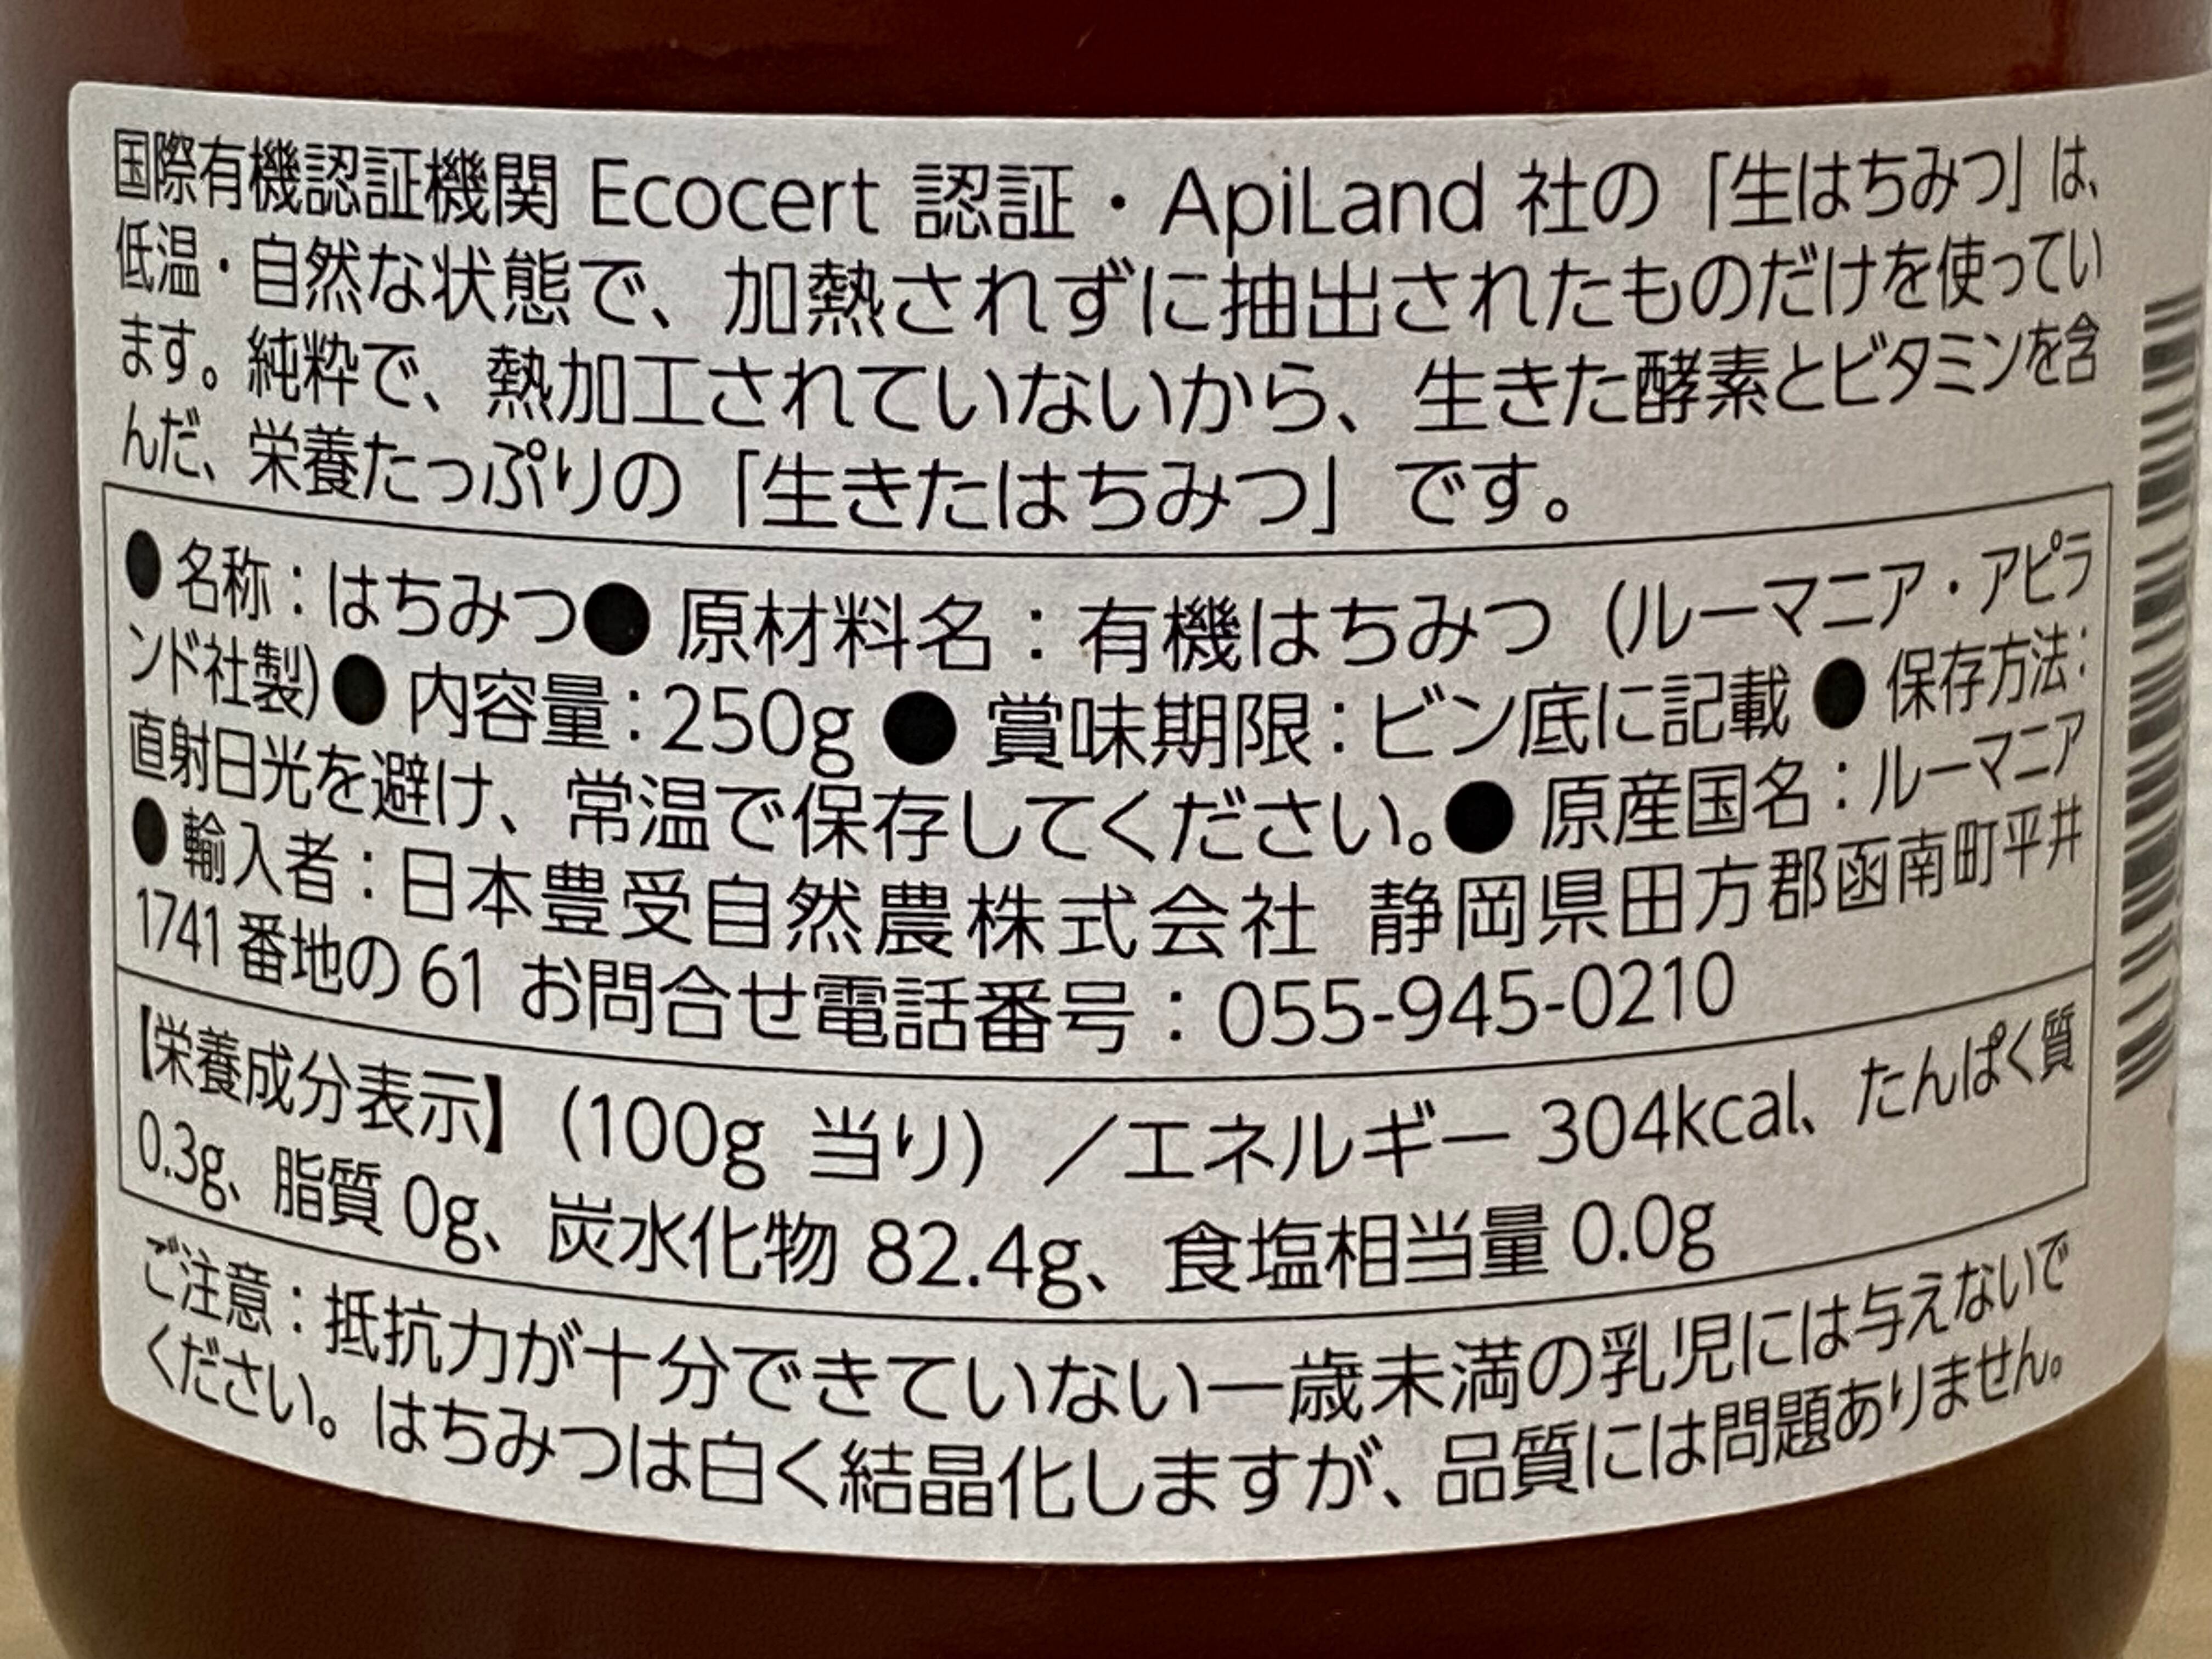 国際有機認証機関 Ecocert 認証・ApiLand 社の「生はちみつ」は、
低温・自然な状態で、加熱されずに抽出されたものだけを使ってい
ます。純粋で、熱加工されていないから、生きた酵素とビタミンを含
んだ、栄養たっぷりの「生きたはちみつ」です。
●名称：はちみつ●原材料名：有機はちみつ（ルーマニア・アピラ
ンド社製）●内容量：250g ●賞味期限：ビン底に記載●保存方法：
直射日光を避け、常温で保存してください。●原産国名：ルーマニア
●輸入者：日本豊受自然農株式会社 静岡県田方郡函南町平井
1741 番地の 61 お問合せ電話番号：055-945-0210
【栄養成分表示】（100g 当り）／エネルギー 304kcal、たんぱく質
0.3g、脂質 0g、炭水化物 82.4g、食塩相当量 0.0g
ご注意：抵抗力が十分できていない一歳未満の乳児には与えないで
ください。はちみつは白く結晶化しますが、品質には問題ありません。